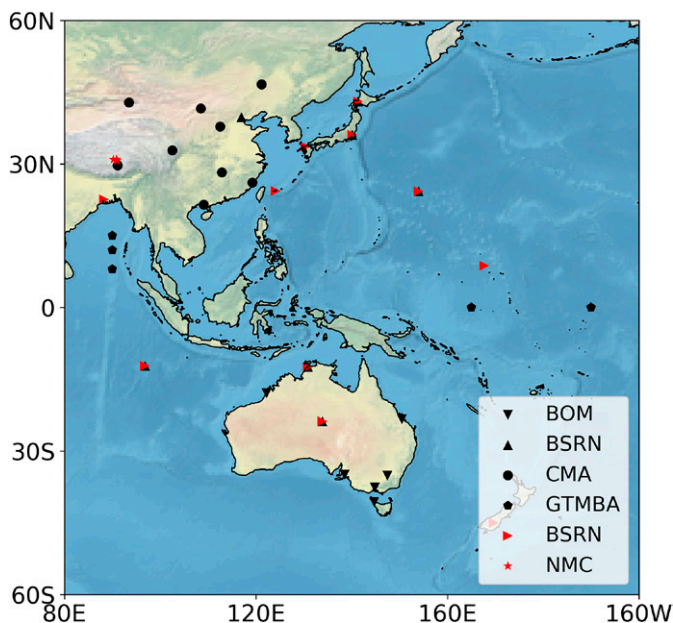 60N
30N
0
30S
60S
80E
120E
160E
160W
BOM
BSRN
CMA
GTMBA
BSRN
NMC